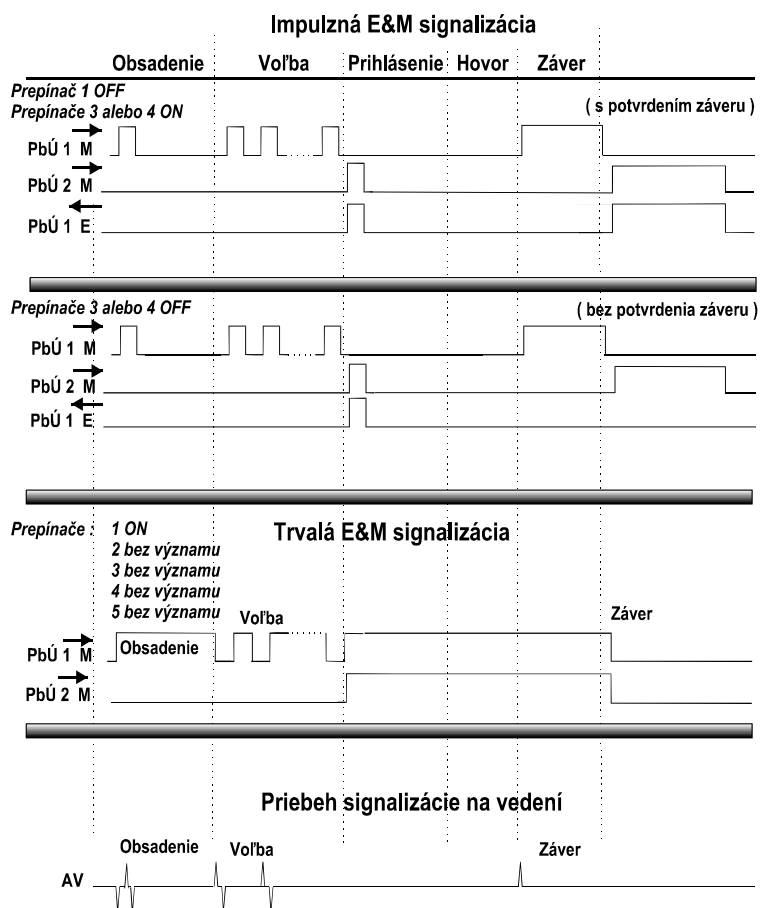 Impulzná E&M signalizácia
Obsadenie Voľba Prihlásenie Hovor Záver
Prepínač 1 OFF
Prepínače 3 alebo 4 ON ( s potvrdením záveru )
PbÚ 1 M
PbÚ 2 M
PbÚ 1 E
Prepínače 3 alebo 4 OFF ( bez potvrdenia záveru )
PbÚ 1 M
PbÚ 2 M
PbÚ 1 E
Prepínače : 1 ON Trvalá E&M signalizácia
2 bez významu
3 bez významu
4 bez významu
5 bez významu
Voľba Záver
PbÚ 1 M Obsadenie
PbÚ 2 M
Priebeh signalizácie na vedení
Obsadenie Voľba Záver
AV